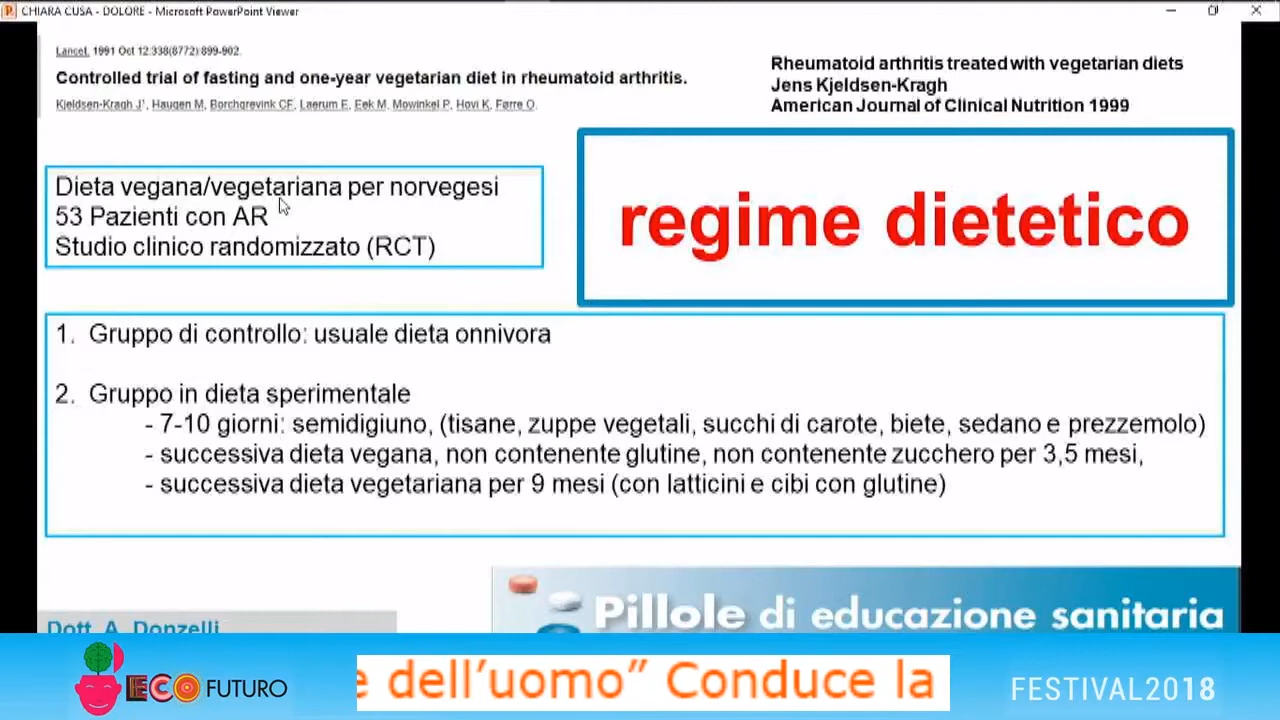 CHIARA CUSA - DOLORE - Microsoft PowerPoint Viewer
Lancet. 1991 Oct 12;338(8772):899-902.
Controlled trial of fasting and one-year vegetarian diet in rheumatoid arthritis.
Kjeldsen-Kragh J¹, Haugen M, Borchgrevink CF, Laerum E, Eek M, Mowinkel P, Hovi K, Førre O.
Rheumatoid arthritis treated with vegetarian diets
Jens Kjeldsen-Kragh
American Journal of Clinical Nutrition 1999
Dieta vegana/vegetariana per norvegesi
53 Pazienti con AR
Studio clinico randomizzato (RCT)
regime dietetico
1. Gruppo di controllo: usuale dieta onnivora
2. Gruppo in dieta sperimentale
- 7-10 giorni: semidigiuno, (tisane, zuppe vegetali, succhi di carote, biete, sedano e prezzemolo)
- successiva dieta vegana, non contenente glutine, non contenente zucchero per 3,5 mesi,
- successiva dieta vegetariana per 9 mesi (con latticini e cibi con glutine)
Dott. A. Donzelli
Pillole di educazione sanitaria
ECO FUTURO
e dell'uomo” Conduce la
FESTIVAL2018